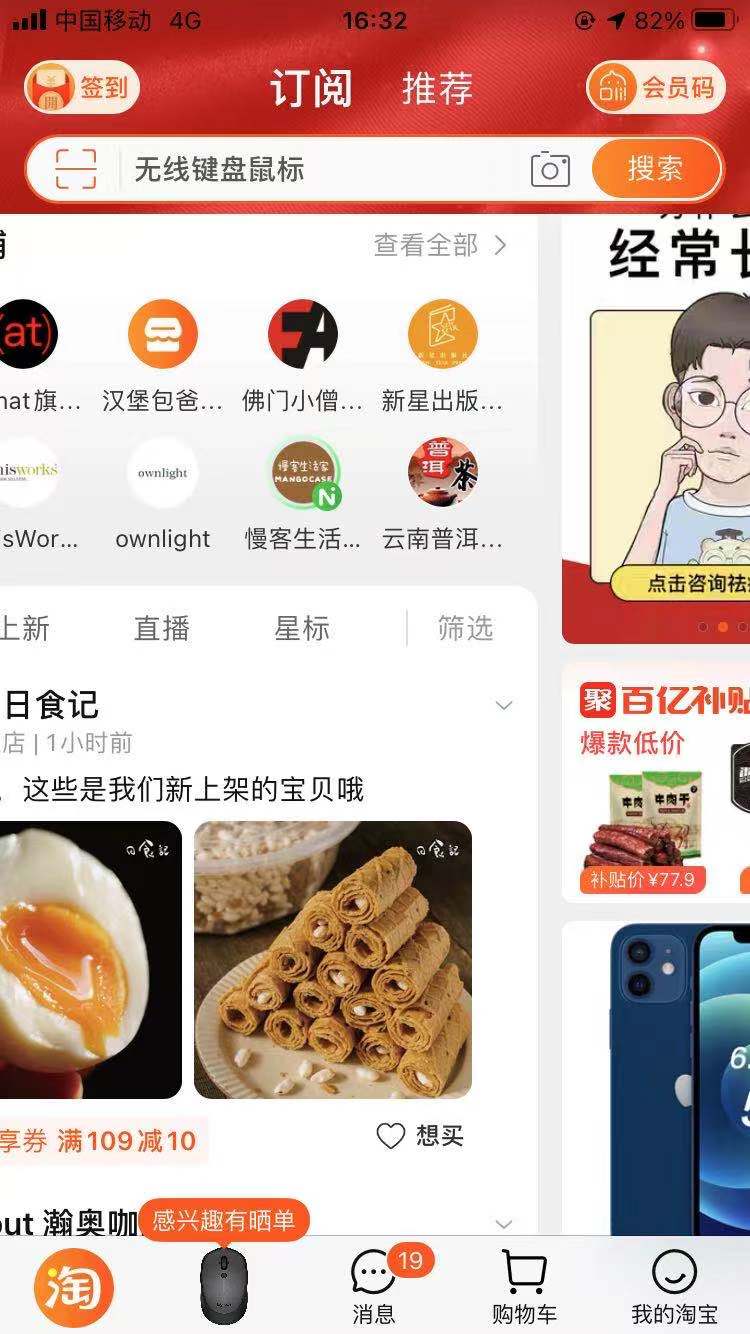 中国移动 4G 16:32 82%
签到 订阅 推荐 会员码
無线键盘鼠标 搜索
查看全部
经常
(at)
hat旗... 汉堡包爸... 佛门小僧... 新星出版...
nisworks ownlight 慢客生活家 MANGOCASE N 普洱茶
sWor... ownlight 慢客生活... 云南普洱...
点击咨询祛
上新 直播 星标 筛选
日食记
店 | 1小时前
。这些是我们新上架的宝贝哦
聚 百亿补贴
爆款低价
牛肉干
补贴价¥77.9
日食記 日食記
享券 满109减10
想买
out 瀚奥咖
感兴趣有晒单
淘 19
消息 购物车 我的淘宝